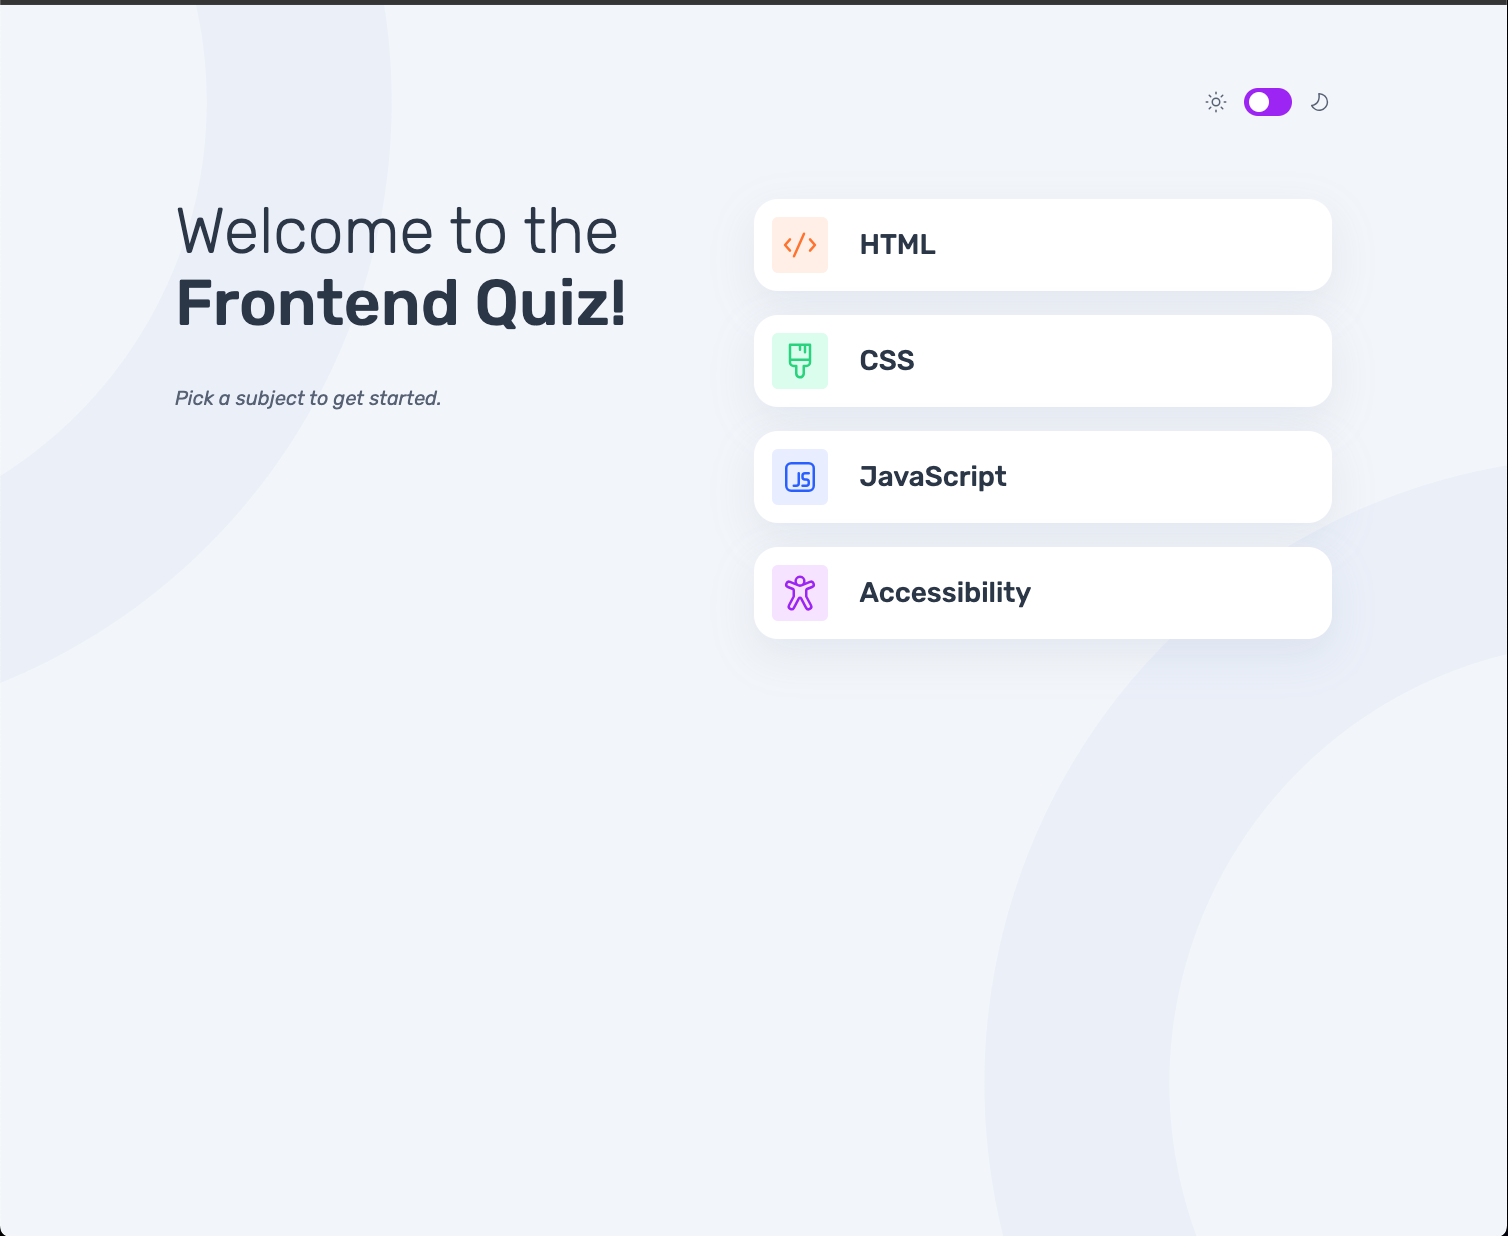 Welcome to the
Frontend Quiz!
Pick a subject to get started.
</> HTML
CSS
JS JavaScript
Accessibility